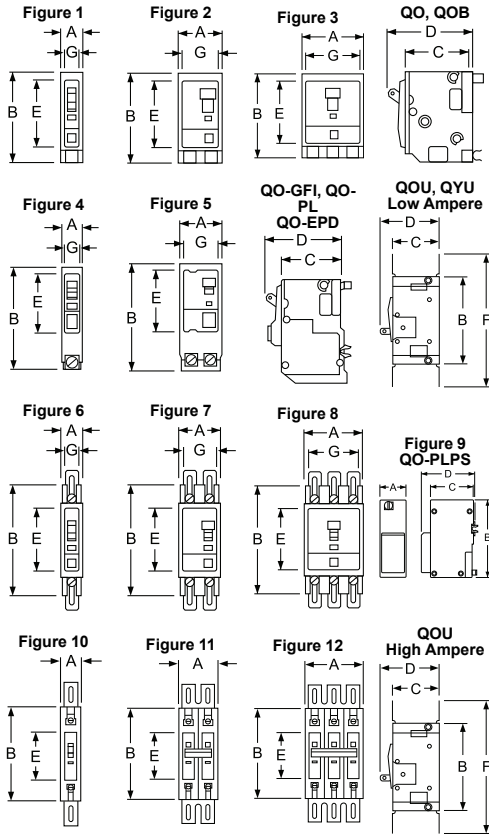 Figure 1
A
G
B
E
Figure 2
A
G
B
E
Figure 3
A
G
B
E
QO, QOB
D
C
Figure 4
A
G
B
E
Figure 5
A
G
B
E
QO-GFI, QO-
PL
QO-EPD
D
C
QOU, QYU
Low Ampere
D
C
B
F
Figure 6
A
G
B
E
Figure 7
A
G
B
E
Figure 8
A
G
B
E
Figure 9
QO-PLPS
D
C
A
B
Figure 10
A
B
E
Figure 11
A
B
E
Figure 12
A
B
E
QOU
High Ampere
D
C
B
F